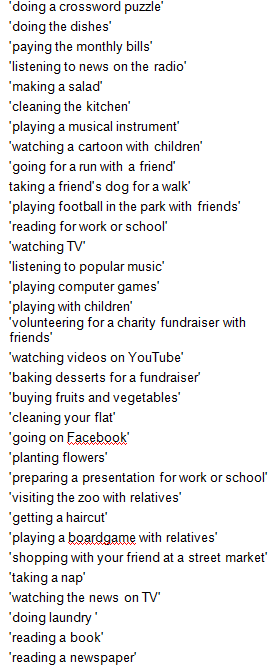 'doing a crossword puzzle'
'doing the dishes'
'paying the monthly bills'
'listening to news on the radio'
'making a salad'
'cleaning the kitchen'
'playing a musical instrument'
'watching a cartoon with children'
'going for a run with a friend'
taking a friend's dog for a walk'
'playing football in the park with friends'
'reading for work or school'
'watching TV'
'listening to popular music'
'playing computer games'
'playing with children'
'volunteering for a charity fundraiser with
friends'
'watching videos on YouTube'
'baking desserts for a fundraiser'
'buying fruits and vegetables'
'cleaning your flat'
'going on Facebook'
'planting flowers'
'preparing a presentation for work or school'
'visiting the zoo with relatives'
'getting a haircut'
'playing a boardgame with relatives'
'shopping with your friend at a street market'
'taking a nap'
'watching the news on TV'
'doing laundry '
'reading a book'
'reading a newspaper'